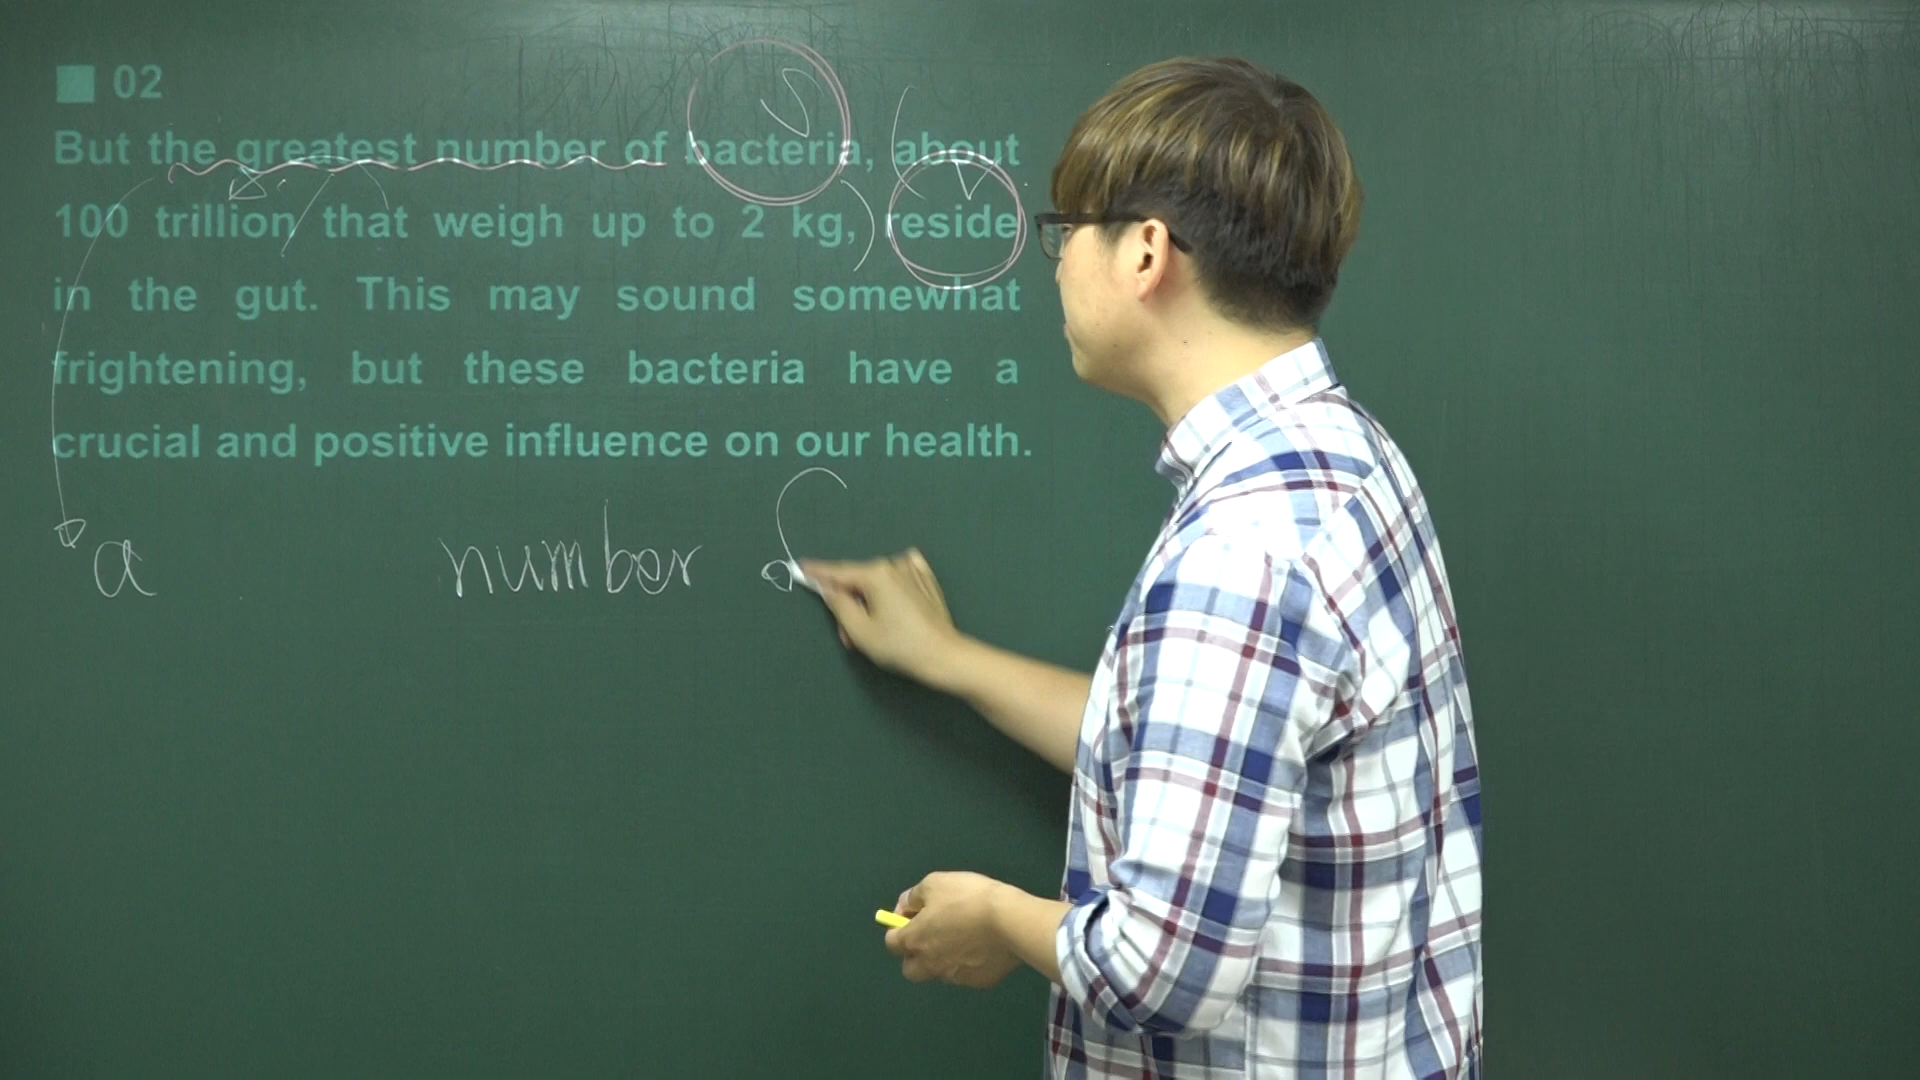 ■ 02
But the greatest number of bacteria, about
100 trillion that weigh up to 2 kg, reside
in the gut. This may sound somewhat
frightening, but these bacteria have a
crucial and positive influence on our health.
S
V
a number of